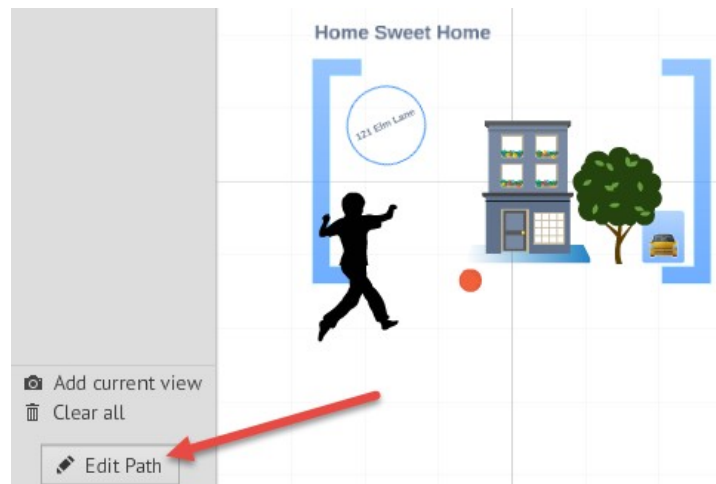 Home Sweet Home
121 Elm Lane
Add current view
Clear all
Edit Path